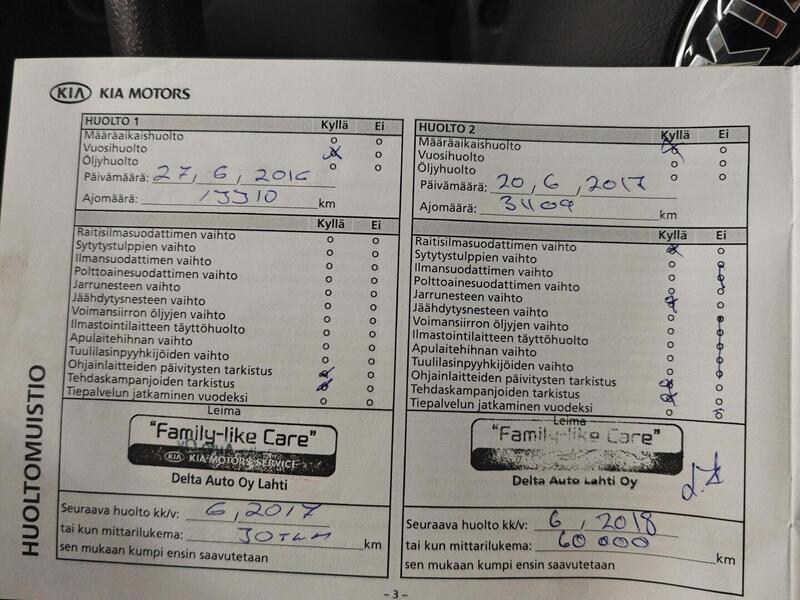 KIA KIA MOTORS
HUOLTO 1 Kyllä Ei
Määräaikaishuolto
Vuosihuolto
Öljyhuolto
Päivämäärä: 27, 6, 2016
Ajomäärä: km
Kyllä Ei
Raitisilmasuodattimen vaihto
Sytytystulppien vaihto
Ilmansuodattimen vaihto
Polttoainesuodattimen vaihto
Jarrunesteen vaihto
Jäähdytysnesteen vaihto
Voimansiirron öljyjen vaihto
Ilmastointilaitteen täyttöhuolto
Apulaitehihnan vaihto
Tuulilasinpyyhkijöiden vaihto
Ohjainlaitteiden päivitysten tarkistus
Tehdaskampanjoiden tarkistus
Tiepalvelun jatkaminen vuodeksi
Leima
"Family-like Care"
KIA KIA MOTORS SERVICE
Delta Auto Oy Lahti
Seuraava huolto kk/v: 6, 2017
tai kun mittarilukema: km
sen mukaan kumpi ensin saavutetaan
HUOLTO 2 Kyllä Ei
Määräaikaishuolto
Vuosihuolto
Öljyhuolto
Päivämäärä: 20, 6, 2017
Ajomäärä: 31109 km
Kyllä Ei
Raitisilmasuodattimen vaihto
Sytytystulppien vaihto
Ilmansuodattimen vaihto
Polttoainesuodattimen vaihto
Jarrunesteen vaihto
Jäähdytysnesteen vaihto
Voimansiirron öljyjen vaihto
Ilmastointilaitteen täyttöhuolto
Apulaitehihnan vaihto
Tuulilasinpyyhkijöiden vaihto
Ohjainlaitteiden päivitysten tarkistus
Tehdaskampanjoiden tarkistus
Tiepalvelun jatkaminen vuodeksi
Leima
"Family-like Care"
Delta Auto Lahti Oy
Seuraava huolto kk/v: 6, 2018
tai kun mittarilukema: 60 000
sen mukaan kumpi ensin saavutetaan km
HUOLTOMUISTIO
- 3 -
KIA